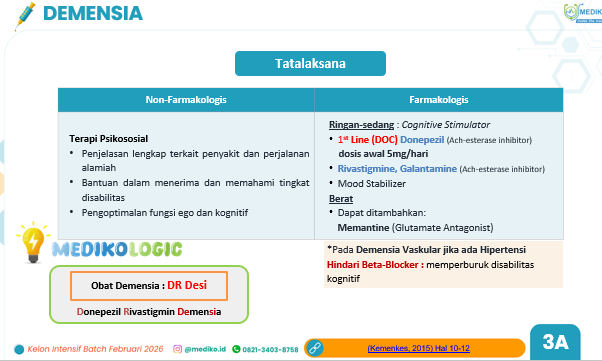 DEMENSIA
MEDIKO
Tatalaksana
Non-Farmakologis
Farmakologis
Terapi Psikososial
• Penjelasan lengkap terkait penyakit dan perjalanan
alamiah
• Bantuan dalam menerima dan memahami tingkat
disabilitas
• Pengoptimalan fungsi ego dan kognitif
Ringan-sedang : Cognitive Stimulator
• 1st Line (DOC) Donepezil (Ach-esterase inhibitor)
dosis awal 5mg/hari
• Rivastigmine, Galantamine (Ach-esterase inhibitor)
• Mood Stabilizer
Berat
• Dapat ditambahkan:
Memantine (Glutamate Antagonist)
MEDIKOLOGIC
Obat Demensia : DR Desi
Donepezil Rivastigmin Demensia
*Pada Demensia Vaskular jika ada Hipertensi
Hindari Beta-Blocker : memperburuk disabilitas
kognitif
Kelon Intensif Batch Februari 2026
@mediko.id
0821-3403-8758
(Kemenkes, 2015) Hal 10-12
3A